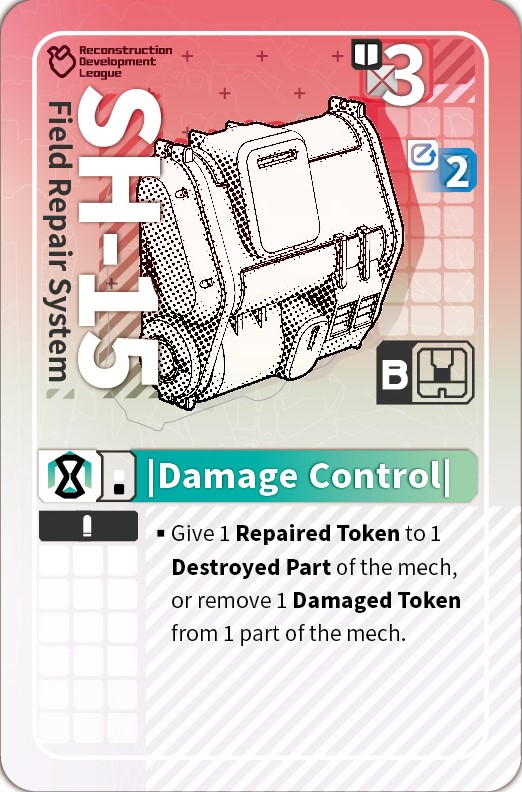 Reconstruction
Development
League
3
SH-15
Field Repair System
2
B
|Damage Control|
▪ Give 1 Repaired Token to 1
Destroyed Part of the mech,
or remove 1 Damaged Token
from 1 part of the mech.